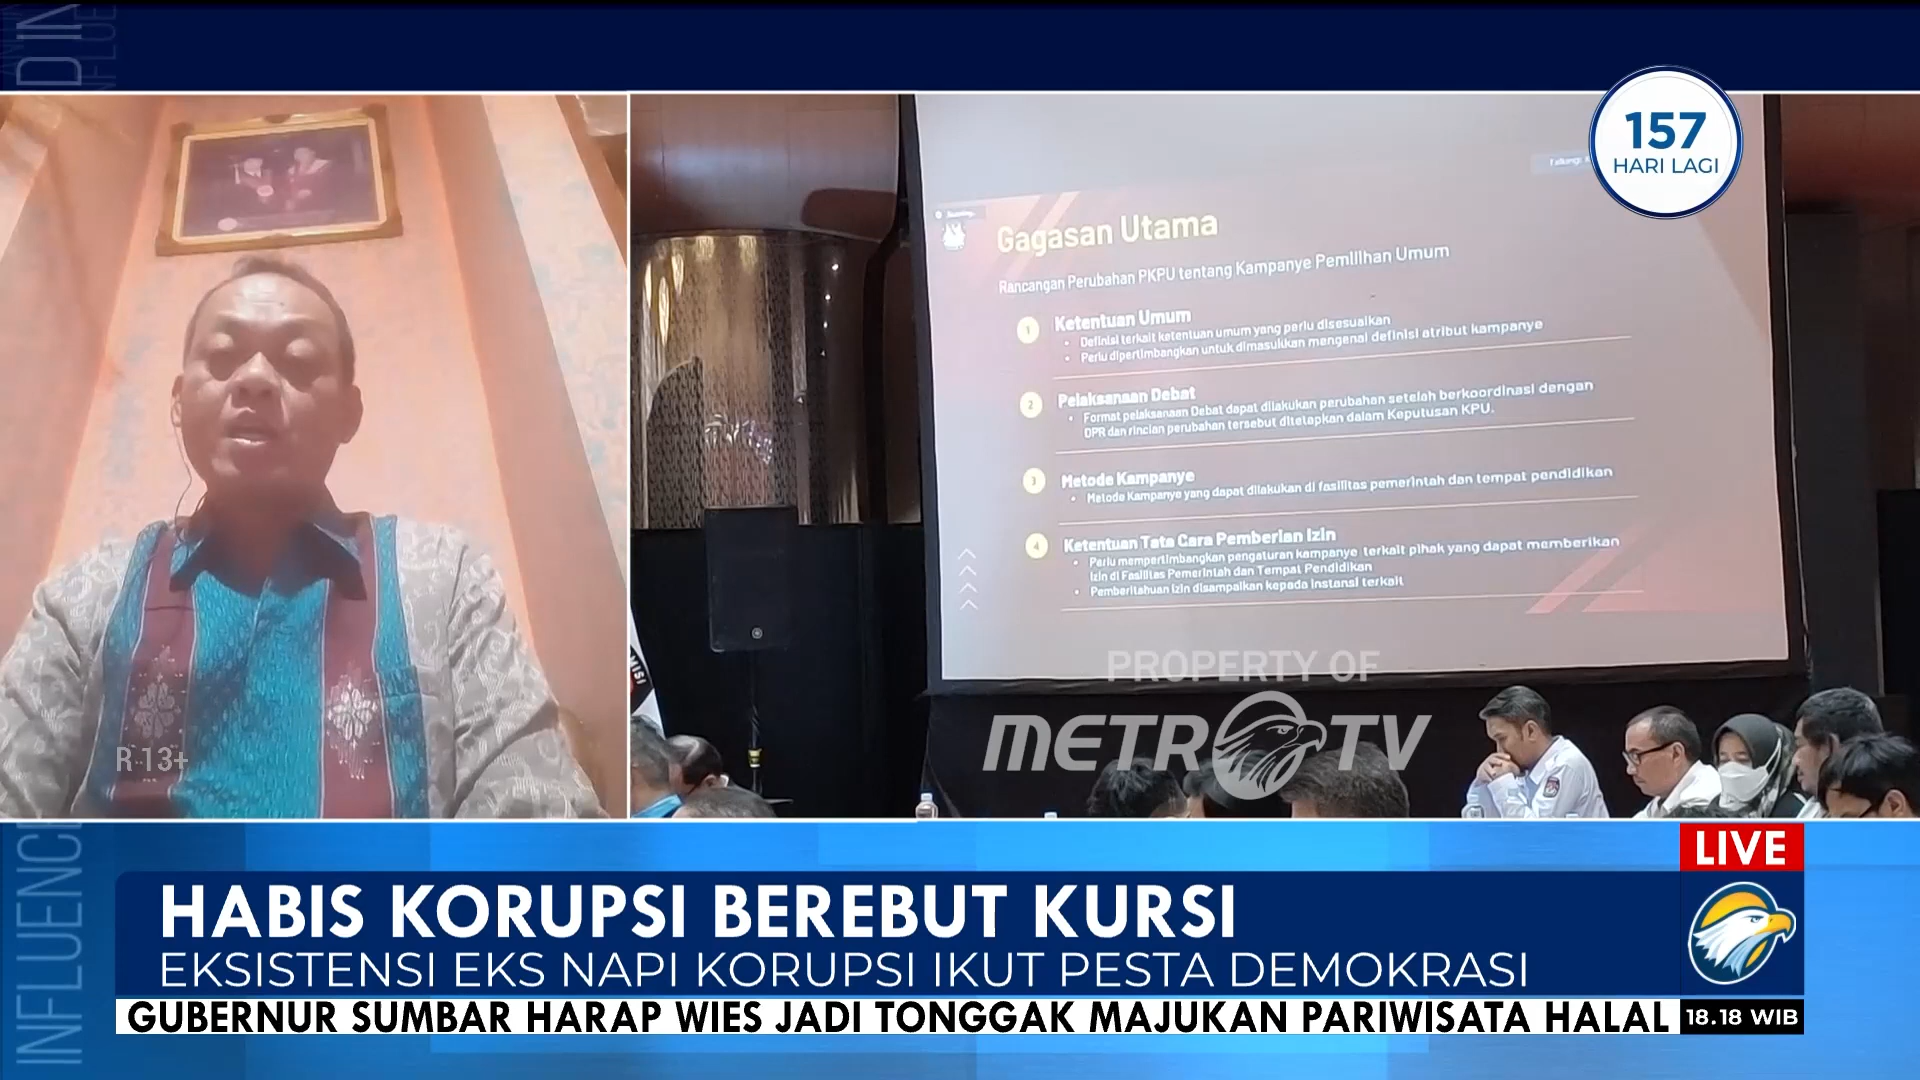 INFLUENCE
157
HARI LAGI
Gagasan Utama
Rancangan Perubahan PKPU tentang Kampanye Pemilihan Umum
1 Ketentuan Umum
• Definisi terkait ketentuan umum yang perlu disesuaikan
• Perlu dipertimbangkan untuk dimasukkan mengenai definisi atribut kampanye
2 Pelaksanaan Debat
• Format pelaksanaan Debat dapat dilakukan perubahan setelah berkoordinasi dengan
DPR dan rincian perubahan tersebut ditetapkan dalam Keputusan KPU.
3 Metode Kampanye
• Metode Kampanye yang dapat dilakukan di fasilitas pemerintah dan tempat pendidikan
4 Ketentuan Tata Cara Pemberian Izin
• Perlu mempertimbangkan pengaturan kampanye terkait pihak yang dapat memberikan
Izin di Fasilitas Pemerintah dan Tempat Pendidikan
• Pemberitahuan Izin disampaikan kepada Instansi terkait
PROPERTY OF
METRO TV
R 13+
LIVE
HABIS KORUPSI BEREBUT KURSI
EKSISTENSI EKS NAPI KORUPSI IKUT PESTA DEMOKRASI
GUBERNUR SUMBAR HARAP WIES JADI TONGGAK MAJUKAN PARIWISATA HALAL
18.18 WIB
INFLUENCE